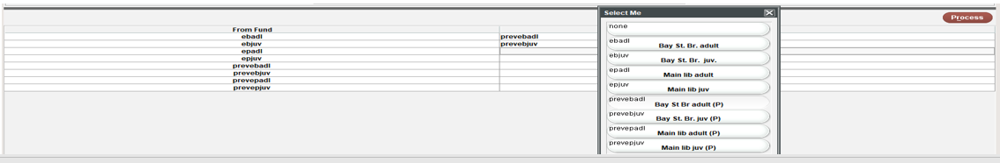 Process
From Fund
ebadl prevebadl
ebjuv prevebjuv
epadl
epjuv
prevebadl
prevebjuv
prevepadl
prevepjuv
Select Me
none
ebadl
Bay St. Br. adult
ebjuv
Bay St. Br. juv.
epadl
Main lib adult
epjuv
Main lib juv
prevebadl
Bay St Br adult (P)
prevebjuv
Bay St. Br. juv (P)
prevepadl
Main lib adult (P)
prevepjuv
Main lib juv (P)